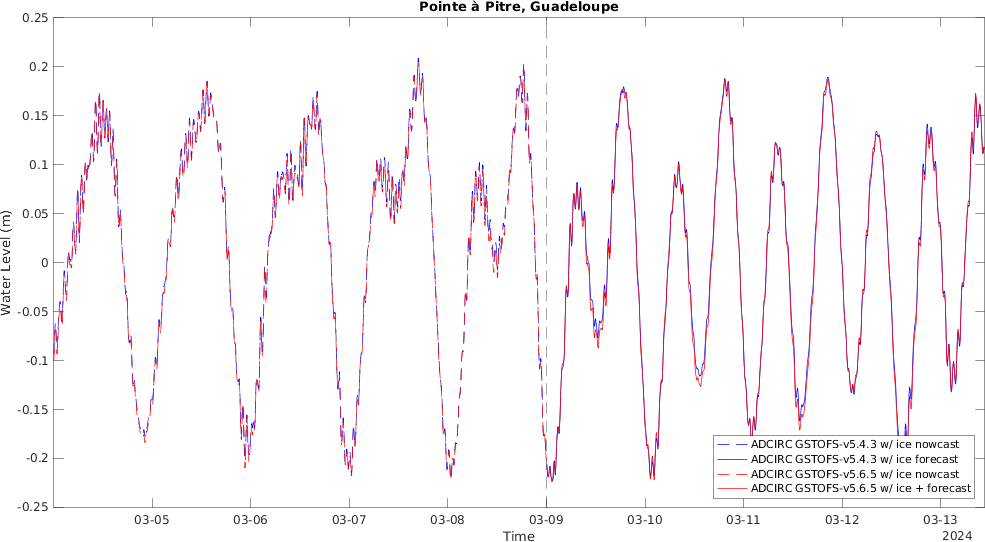 Pointe à Pitre, Guadeloupe
0.25
0.2
0.15
0.1
0.05
0
-0.05
-0.1
-0.15
-0.2
-0.25
Water Level (m)
ADCIRC GSTOFS-v5.4.3 w/ ice nowcast
ADCIRC GSTOFS-v5.4.3 w/ ice forecast
ADCIRC GSTOFS-v5.6.5 w/ ice nowcast
ADCIRC GSTOFS-v5.6.5 w/ ice + forecast
03-05 03-06 03-07 03-08 03-09 03-10 03-11 03-12 03-13
Time
2024